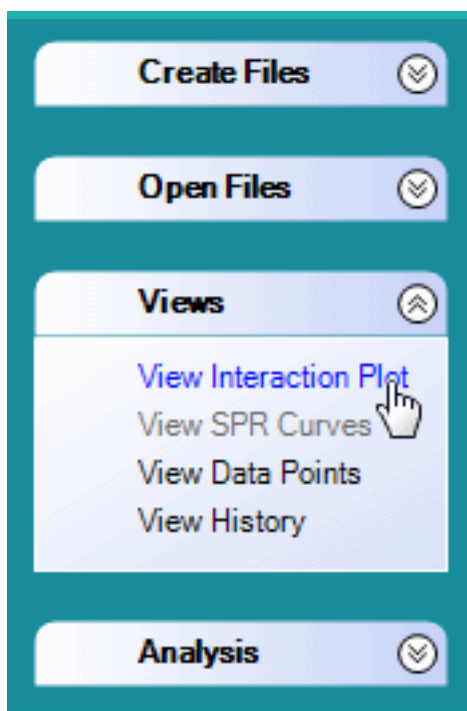 Create Files
Open Files
Views
View Interaction Plot
View SPR Curves
View Data Points
View History
Analysis